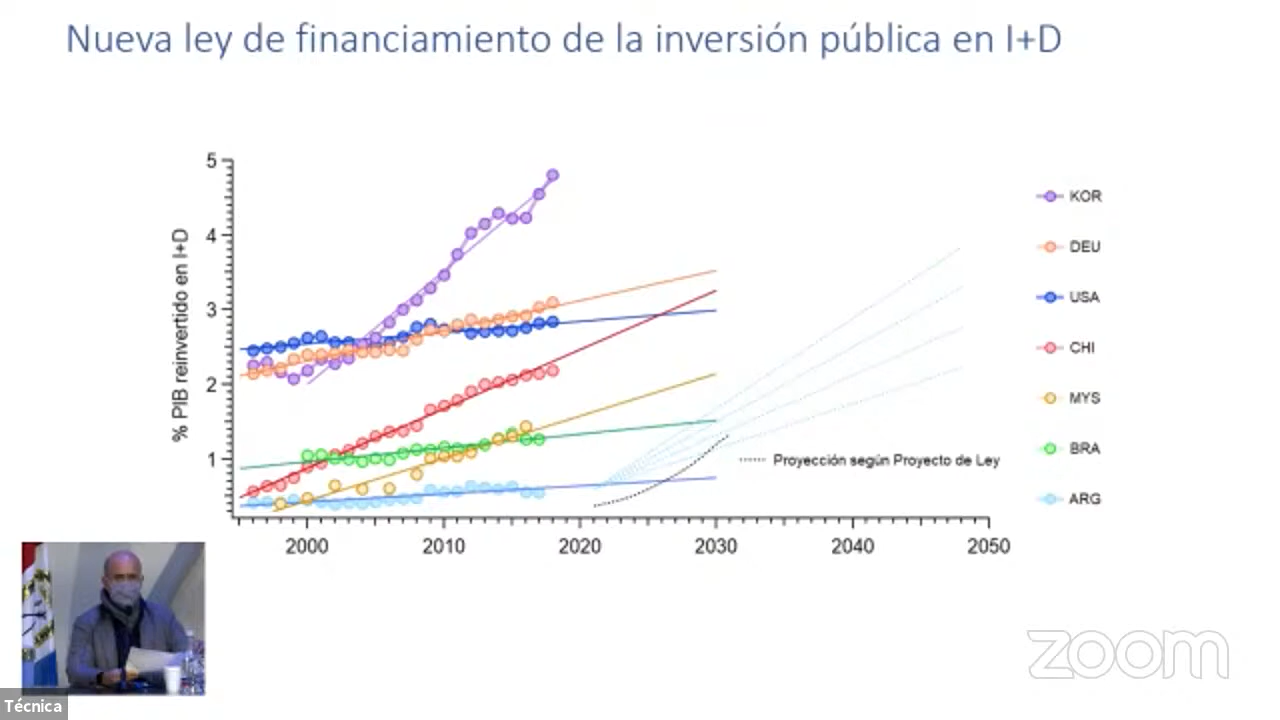 Nueva ley de financiamiento de la inversión pública en I+D
% PIB reinvertido en I+D
5
4
3
2
1
2000 2010 2020 2030 2040 2050
Proyección según Proyecto de Ley
KOR
DEU
USA
CHI
MYS
BRA
ARG
Técnica
zoom